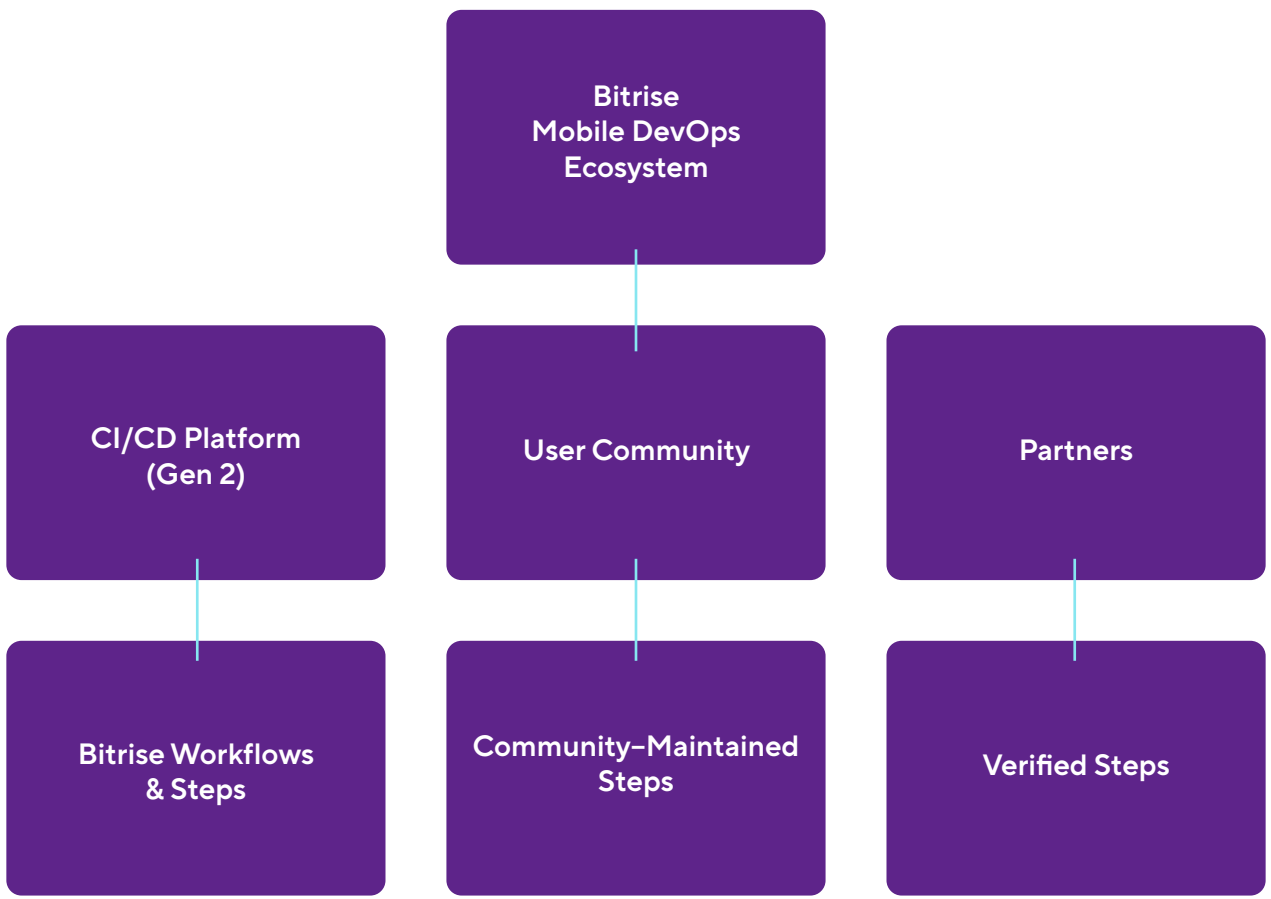 Bitrise
Mobile DevOps
Ecosystem
CI/CD Platform
(Gen 2)
User Community
Partners
Bitrise Workflows
& Steps
Community–Maintained
Steps
Verified Steps